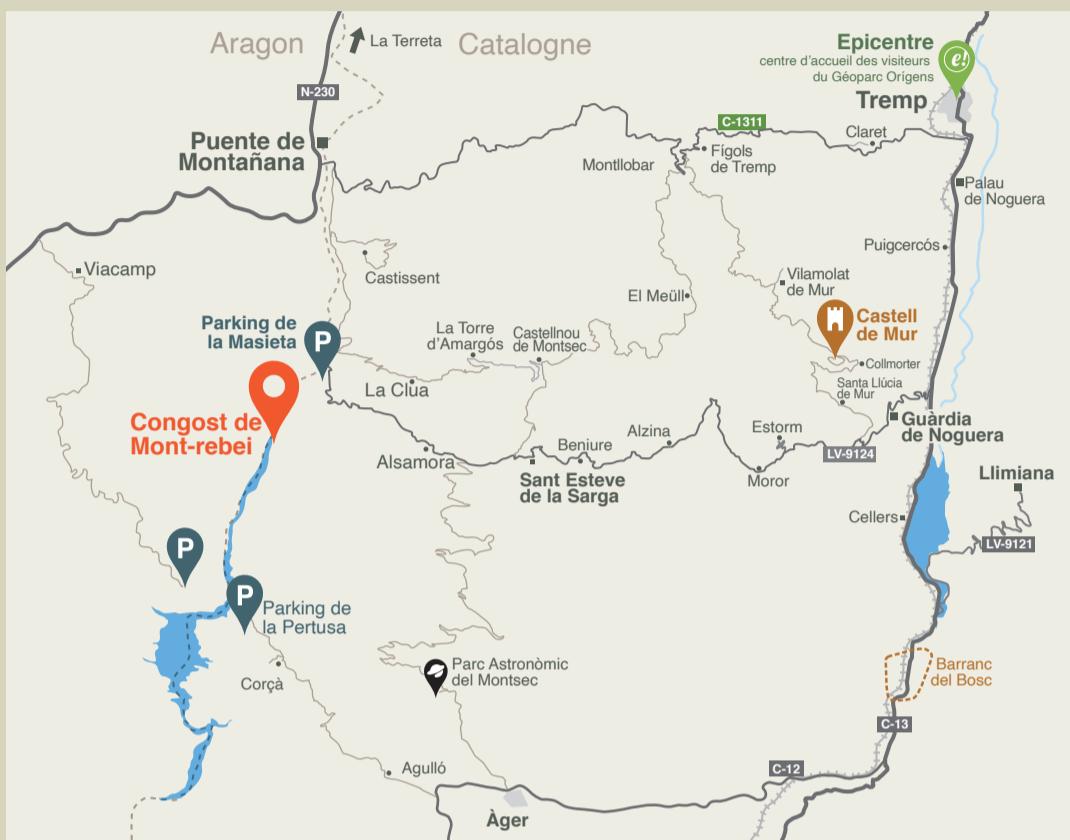 Aragon
La Terreta
Catalogne
Epicentre
centre d'accueil des visiteurs
du Géoparc Orígens
e!
Tremp
N-230
C-1311
Claret
Puente de
Montañana
Montllobar
Fígols
de Tremp
Palau
de Noguera
Puigcercós
Viacamp
Castissent
El Meüll
Vilamolat
de Mur
Parking de
la Masieta
P
La Torre
d'Amargós
Castellnou
de Montsec
Castell
de Mur
Collmorter
La Clua
Santa Llúcia
de Mur
Congost de
Mont-rebei
Guàrdia
de Noguera
Alsamora
Beniure
Alzina
Estorm
LV-9124
Sant Esteve
de la Sarga
Moror
Llimiana
Cellers
LV-9121
P
P
Parking de
la Pertusa
Corçà
Parc Astronòmic
del Montsec
Barranc
del Bosc
C-13
Agulló
C-12
Àger